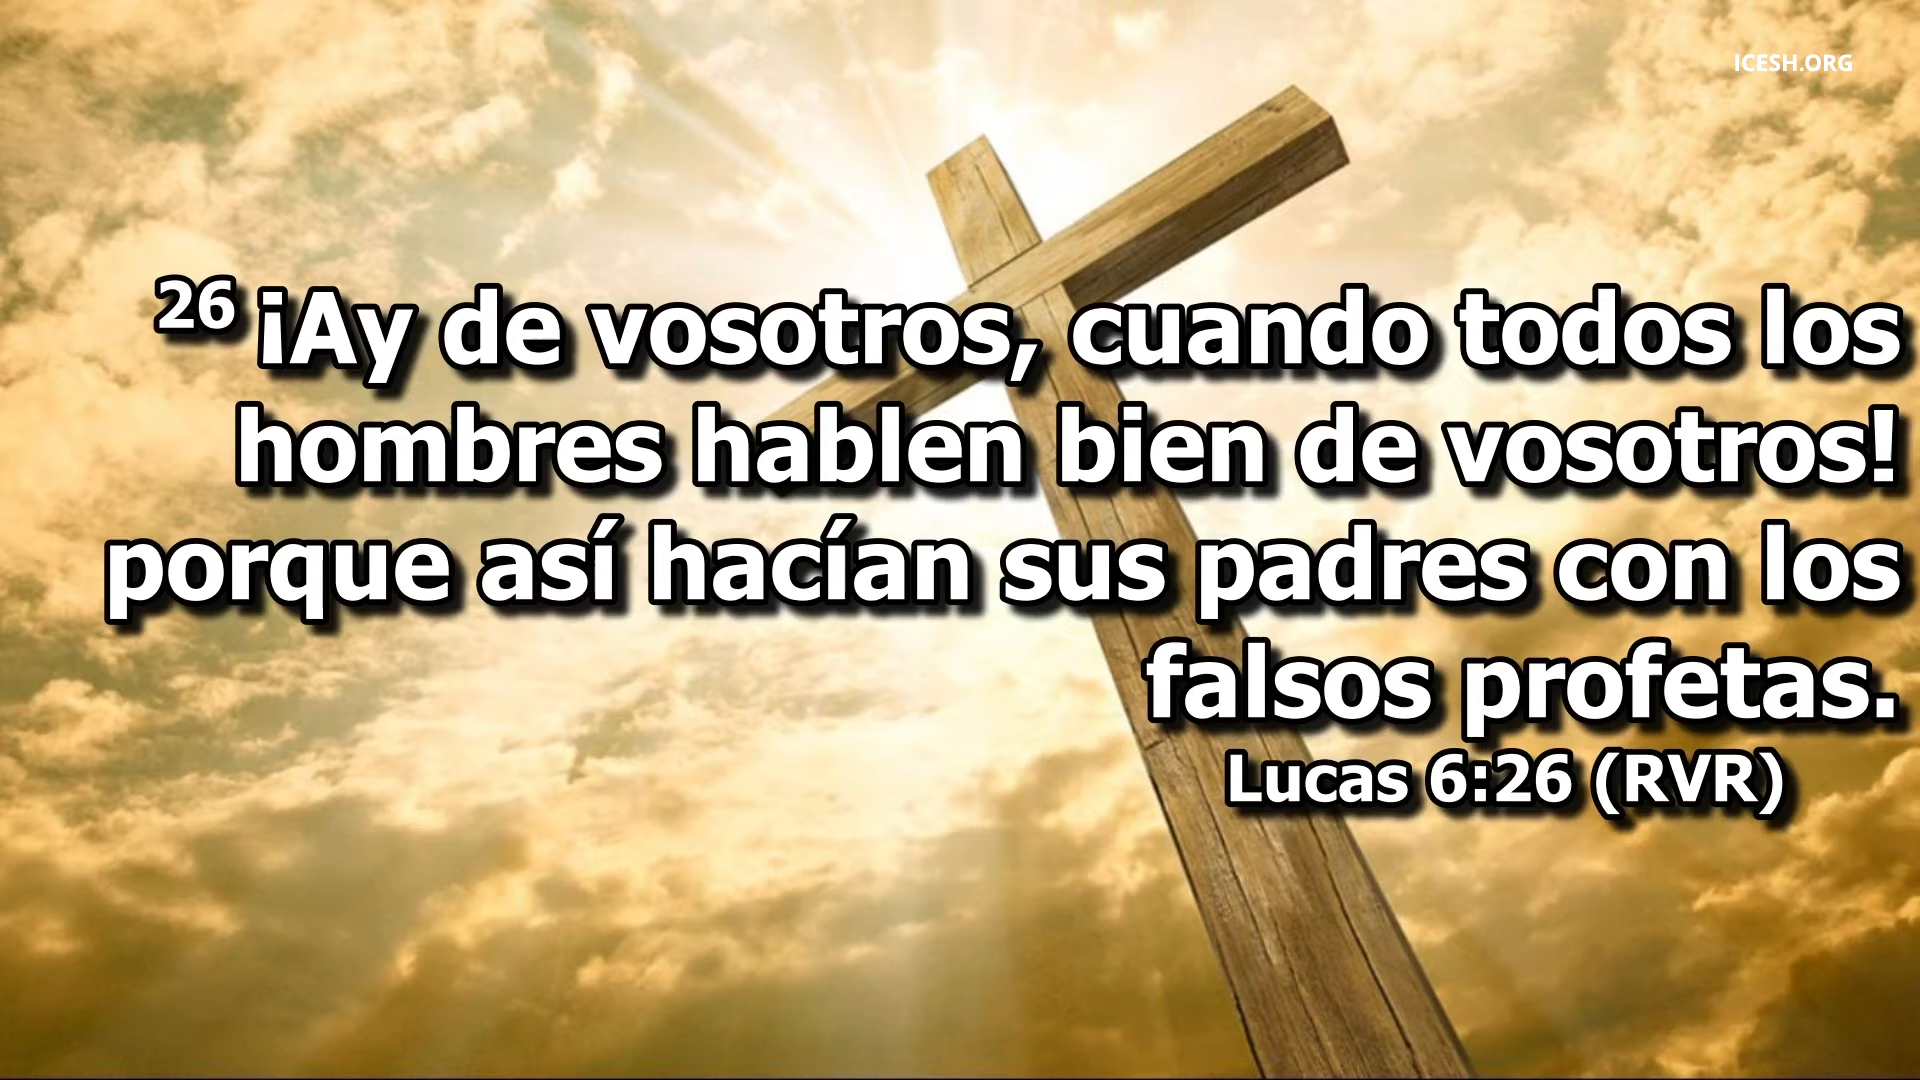 ICESH.ORG
26 ¡Ay de vosotros, cuando todos los
hombres hablen bien de vosotros!
porque así hacían sus padres con los
falsos profetas.
Lucas 6:26 (RVR)